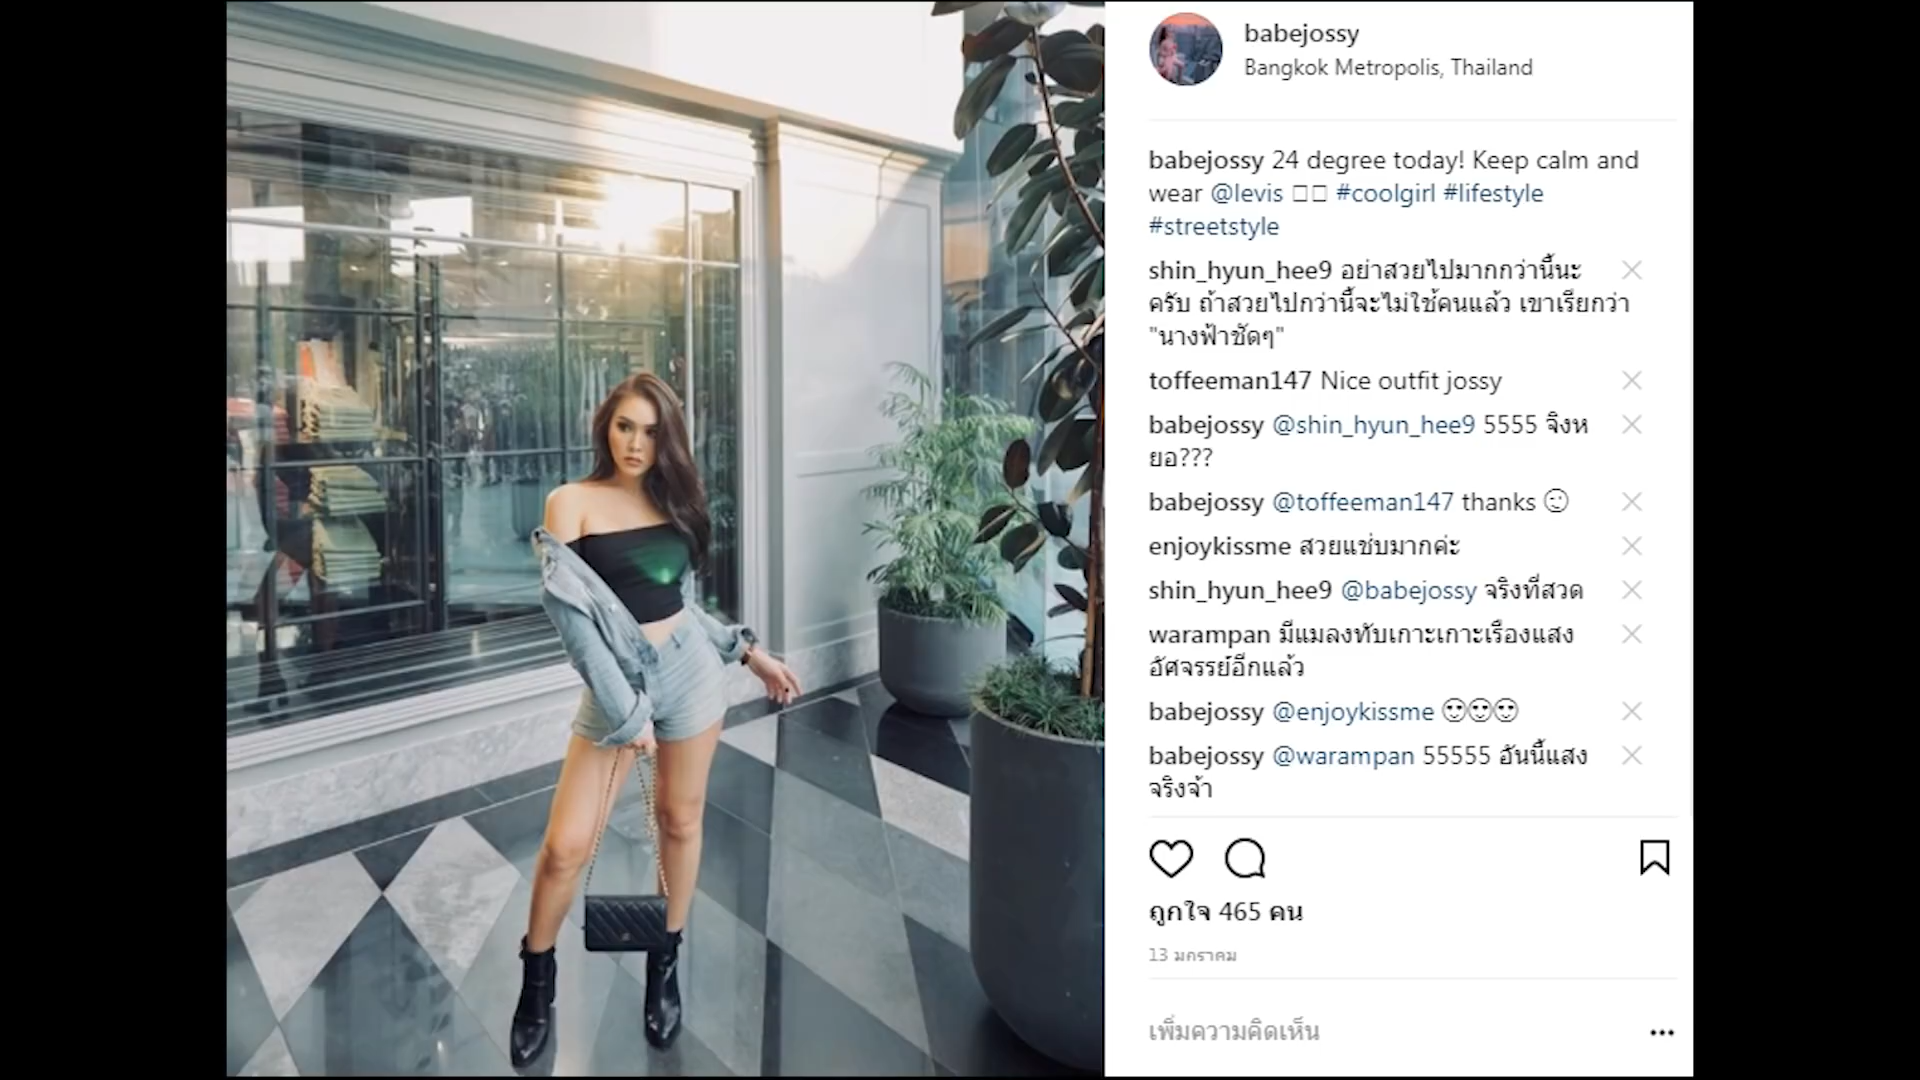 babejossy
Bangkok Metropolis, Thailand
babejossy 24 degree today! Keep calm and
wear @levis □□ #coolgirl #lifestyle
#streetstyle
shin_hyun_hee9 อย่าสวยไปมากกว่านี้นะ
ครับ ถ้าสวยไปกว่านี้จะไม่ใช้คนแล้ว เขาเรียกว่า
"นางฟ้าชัดๆ"
toffeeman147 Nice outfit jossy
babejossy @shin_hyun_hee9 5555 จิงห
ยอ???
babejossy @toffeeman147 thanks
enjoykissme สวยแซ่บมากค่ะ
shin_hyun_hee9 @babejossy จริงที่สวด
warampan มีแมลงทับเกาะเกาะเรืองแสง
อัศจรรย์อีกแล้ว
babejossy @enjoykissme 😍😍😍
babejossy @warampan 55555 อันนี้แสง
จริงจ้า
ถูกใจ 465 คน
13 มกราคม
เพิ่มความคิดเห็น